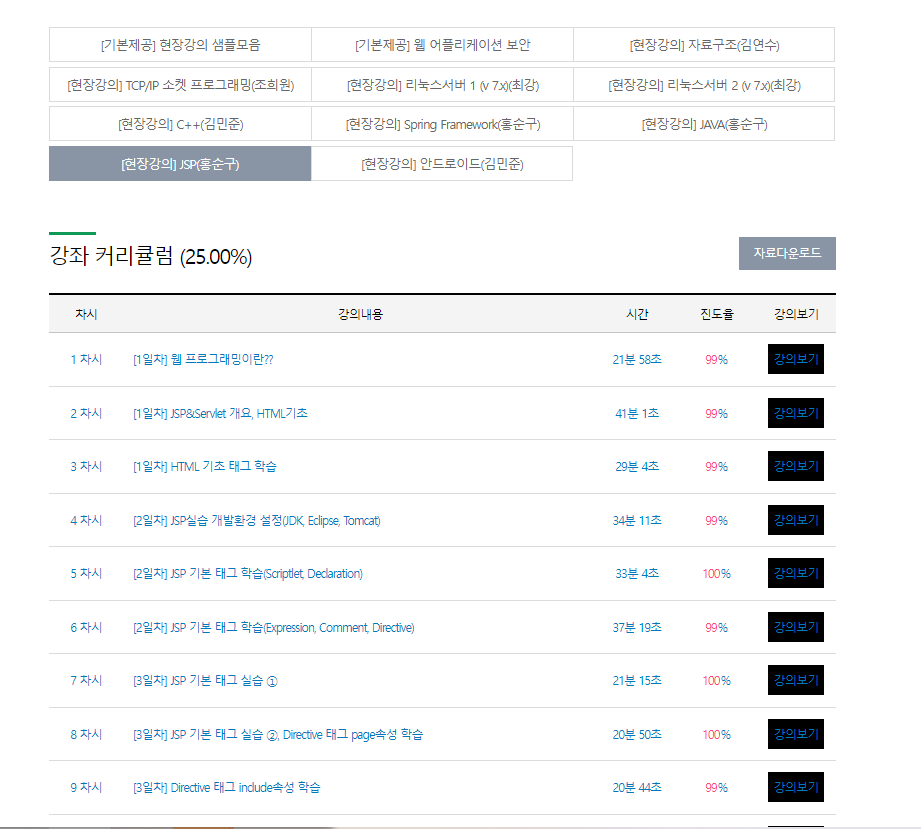 [기본제공] 현장강의 샘플모음 [기본제공] 웹 어플리케이션 보안 [현장강의] 자료구조(김연수)
[현장강의] TCP/IP 소켓 프로그래밍(조희원) [현장강의] 리눅스서버 1 (v 7.x)(최강) [현장강의] 리눅스서버 2 (v 7.x)(최강)
[현장강의] C++(김민준) [현장강의] Spring Framework(홍순구) [현장강의] JAVA(홍순구)
[현장강의] JSP(홍순구) [현장강의] 안드로이드(김민준)
강좌 커리큘럼 (25.00%) 자료다운로드
차시 강의내용 시간 진도율 강의보기
1 차시 [1일차] 웹 프로그래밍이란?? 21분 58초 99% 강의보기
2 차시 [1일차] JSP&Servlet 개요, HTML기초 41분 1초 99% 강의보기
3 차시 [1일차] HTML 기초 태그 학습 29분 4초 99% 강의보기
4 차시 [2일차] JSP실습 개발환경 설정(JDK, Eclipse, Tomcat) 34분 11초 99% 강의보기
5 차시 [2일차] JSP 기본 태그 학습(Scriptlet, Declaration) 33분 4초 100% 강의보기
6 차시 [2일차] JSP 기본 태그 학습(Expression, Comment, Directive) 37분 19초 99% 강의보기
7 차시 [3일차] JSP 기본 태그 실습 ① 21분 15초 100% 강의보기
8 차시 [3일차] JSP 기본 태그 실습 ②, Directive 태그 page속성 학습 20분 50초 100% 강의보기
9 차시 [3일차] Directive 태그 include속성 학습 20분 44초 99% 강의보기